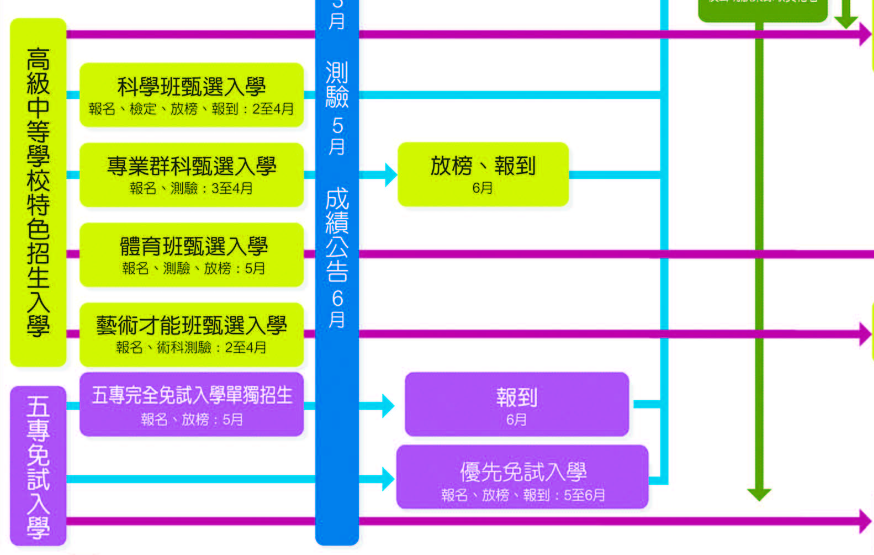 3
月
測驗
5
月
成績公告
6
月
高級中等學校特色招生入學
科學班甄選入學
報名、檢定、放榜、報到：2至4月
專業群科甄選入學
報名、測驗：3至4月
放榜、報到
6月
體育班甄選入學
報名、測驗、放榜：5月
藝術才能班甄選入學
報名、術科測驗：2至4月
五專免試入學
五專完全免試入學單獨招生
報名、放榜：5月
報到
6月
優先免試入學
報名、放榜、報到：5至6月